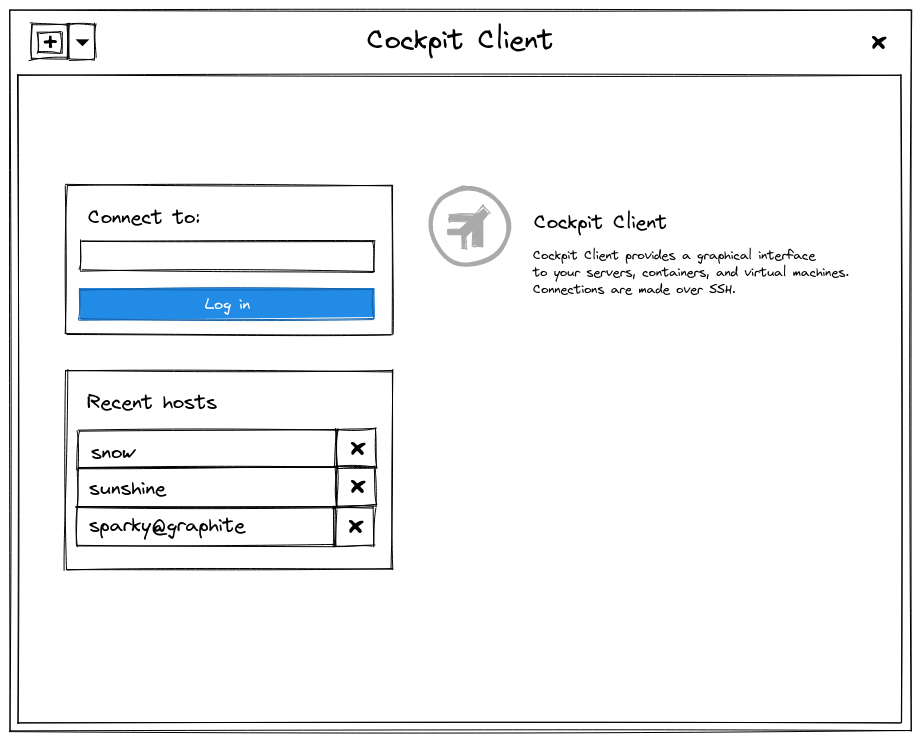 Cockpit Client
Connect to:
Log in
Cockpit Client
Cockpit Client provides a graphical interface
to your servers, containers, and virtual machines.
Connections are made over SSH.
Recent hosts
snow
sunshine
sparky@graphite